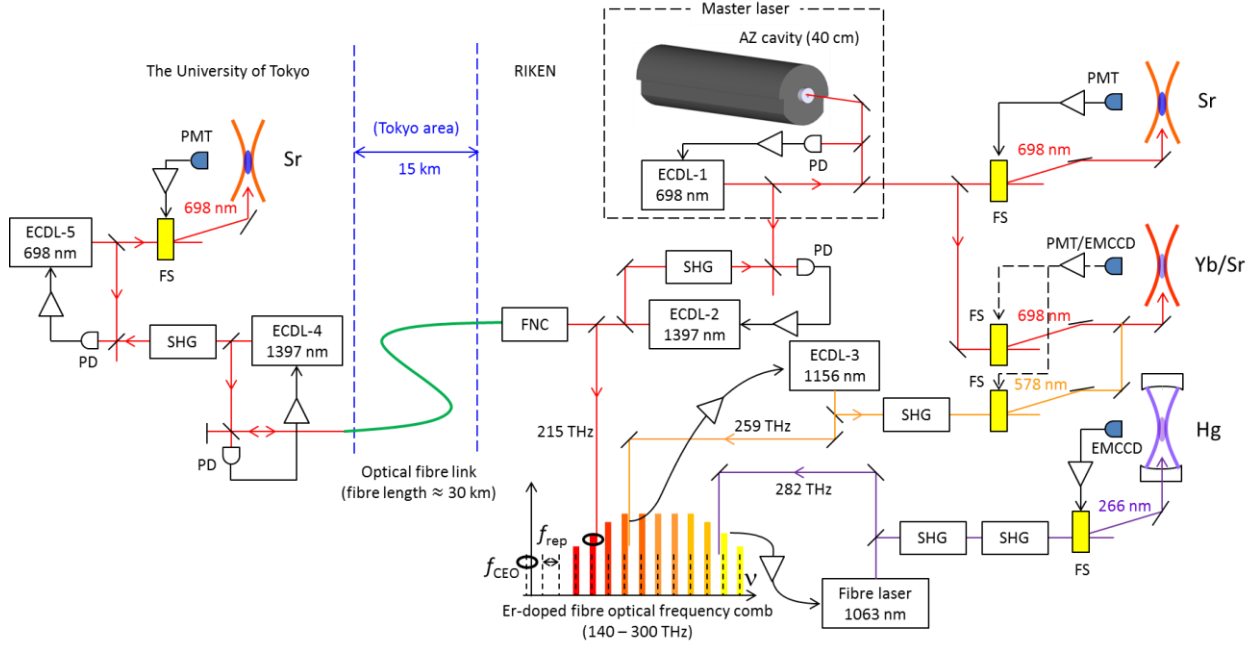 Master laser
AZ cavity (40 cm)
The University of Tokyo
RIKEN
PMT
Sr
(Tokyo area)
15 km
PMT
Sr
PD
ECDL-1
698 nm
698 nm
FS
698 nm
ECDL-5
698 nm
FS
PD
SHG
ECDL-4
1397 nm
FNC
SHG
PD
ECDL-2
1397 nm
PMT/EMCCD
Yb/Sr
FS
698 nm
ECDL-3
1156 nm
FS
578 nm
SHG
215 THz
259 THz
PD
Optical fibre link
(fibre length ≈ 30 km)
Hg
EMCCD
282 THz
266 nm
SHG
SHG
FS
frep
fCEO
ν
Er-doped fibre optical frequency comb
(140 – 300 THz)
Fibre laser
1063 nm